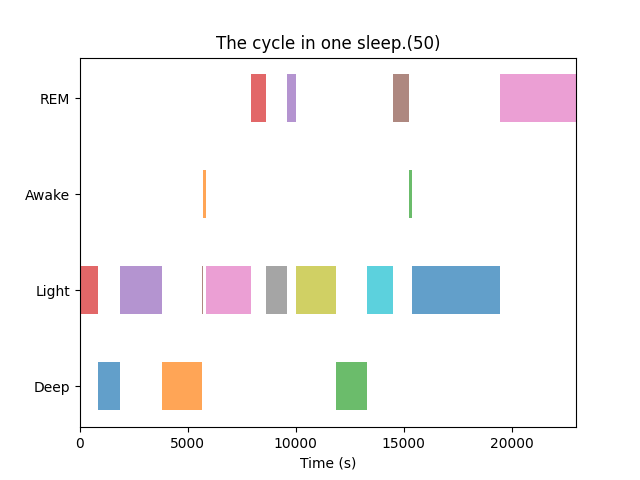 The cycle in one sleep.(50)
REM
Awake
Light
Deep
0 5000 10000 15000 20000
Time (s)